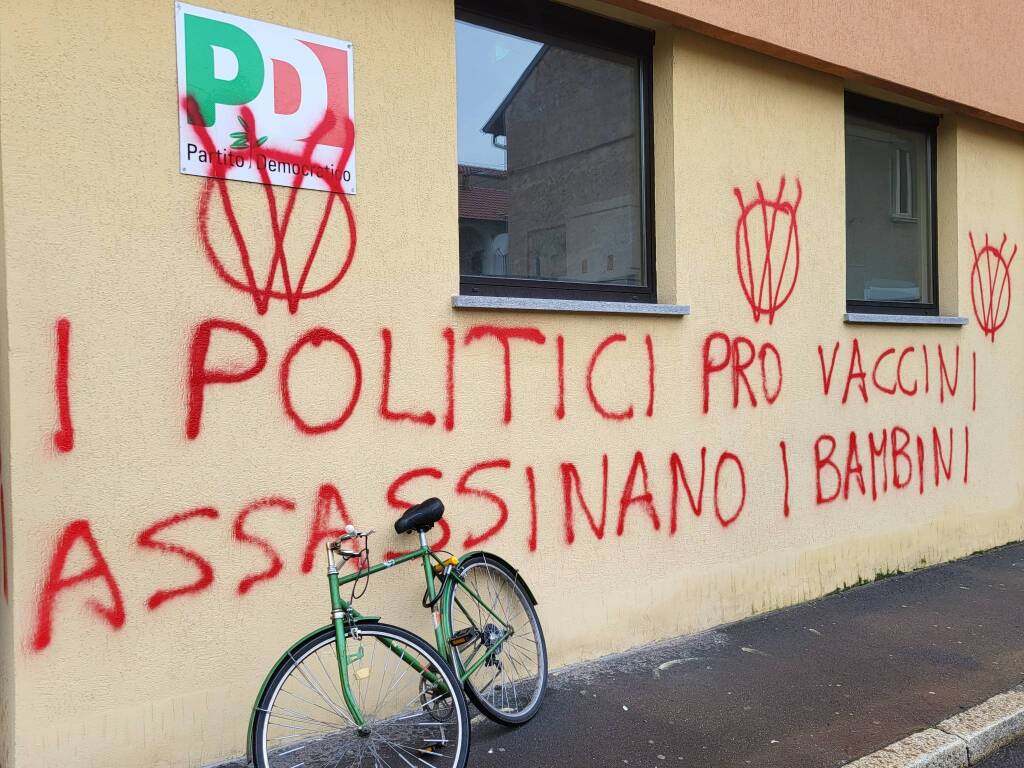 PD
Partito Democratico
I POLITICI PRO VACCINI
ASSASSINANO I BAMBINI